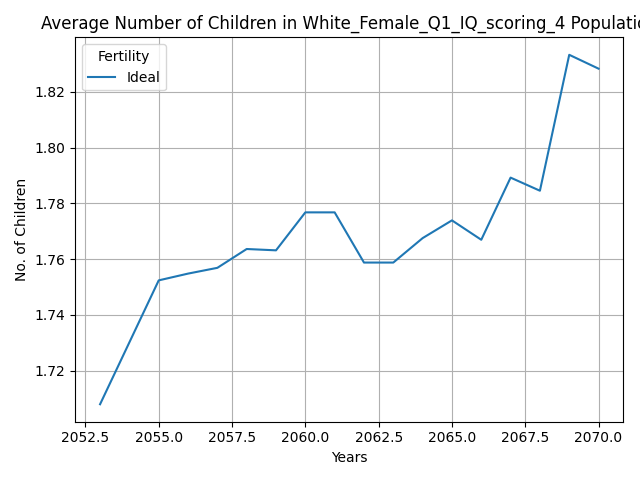 Average Number of Children in White_Female_Q1_IQ_scoring_4 Populatio
Fertility
Ideal
No. of Children
1.82
1.80
1.78
1.76
1.74
1.72
2052.5 2055.0 2057.5 2060.0 2062.5 2065.0 2067.5 2070.0
Years